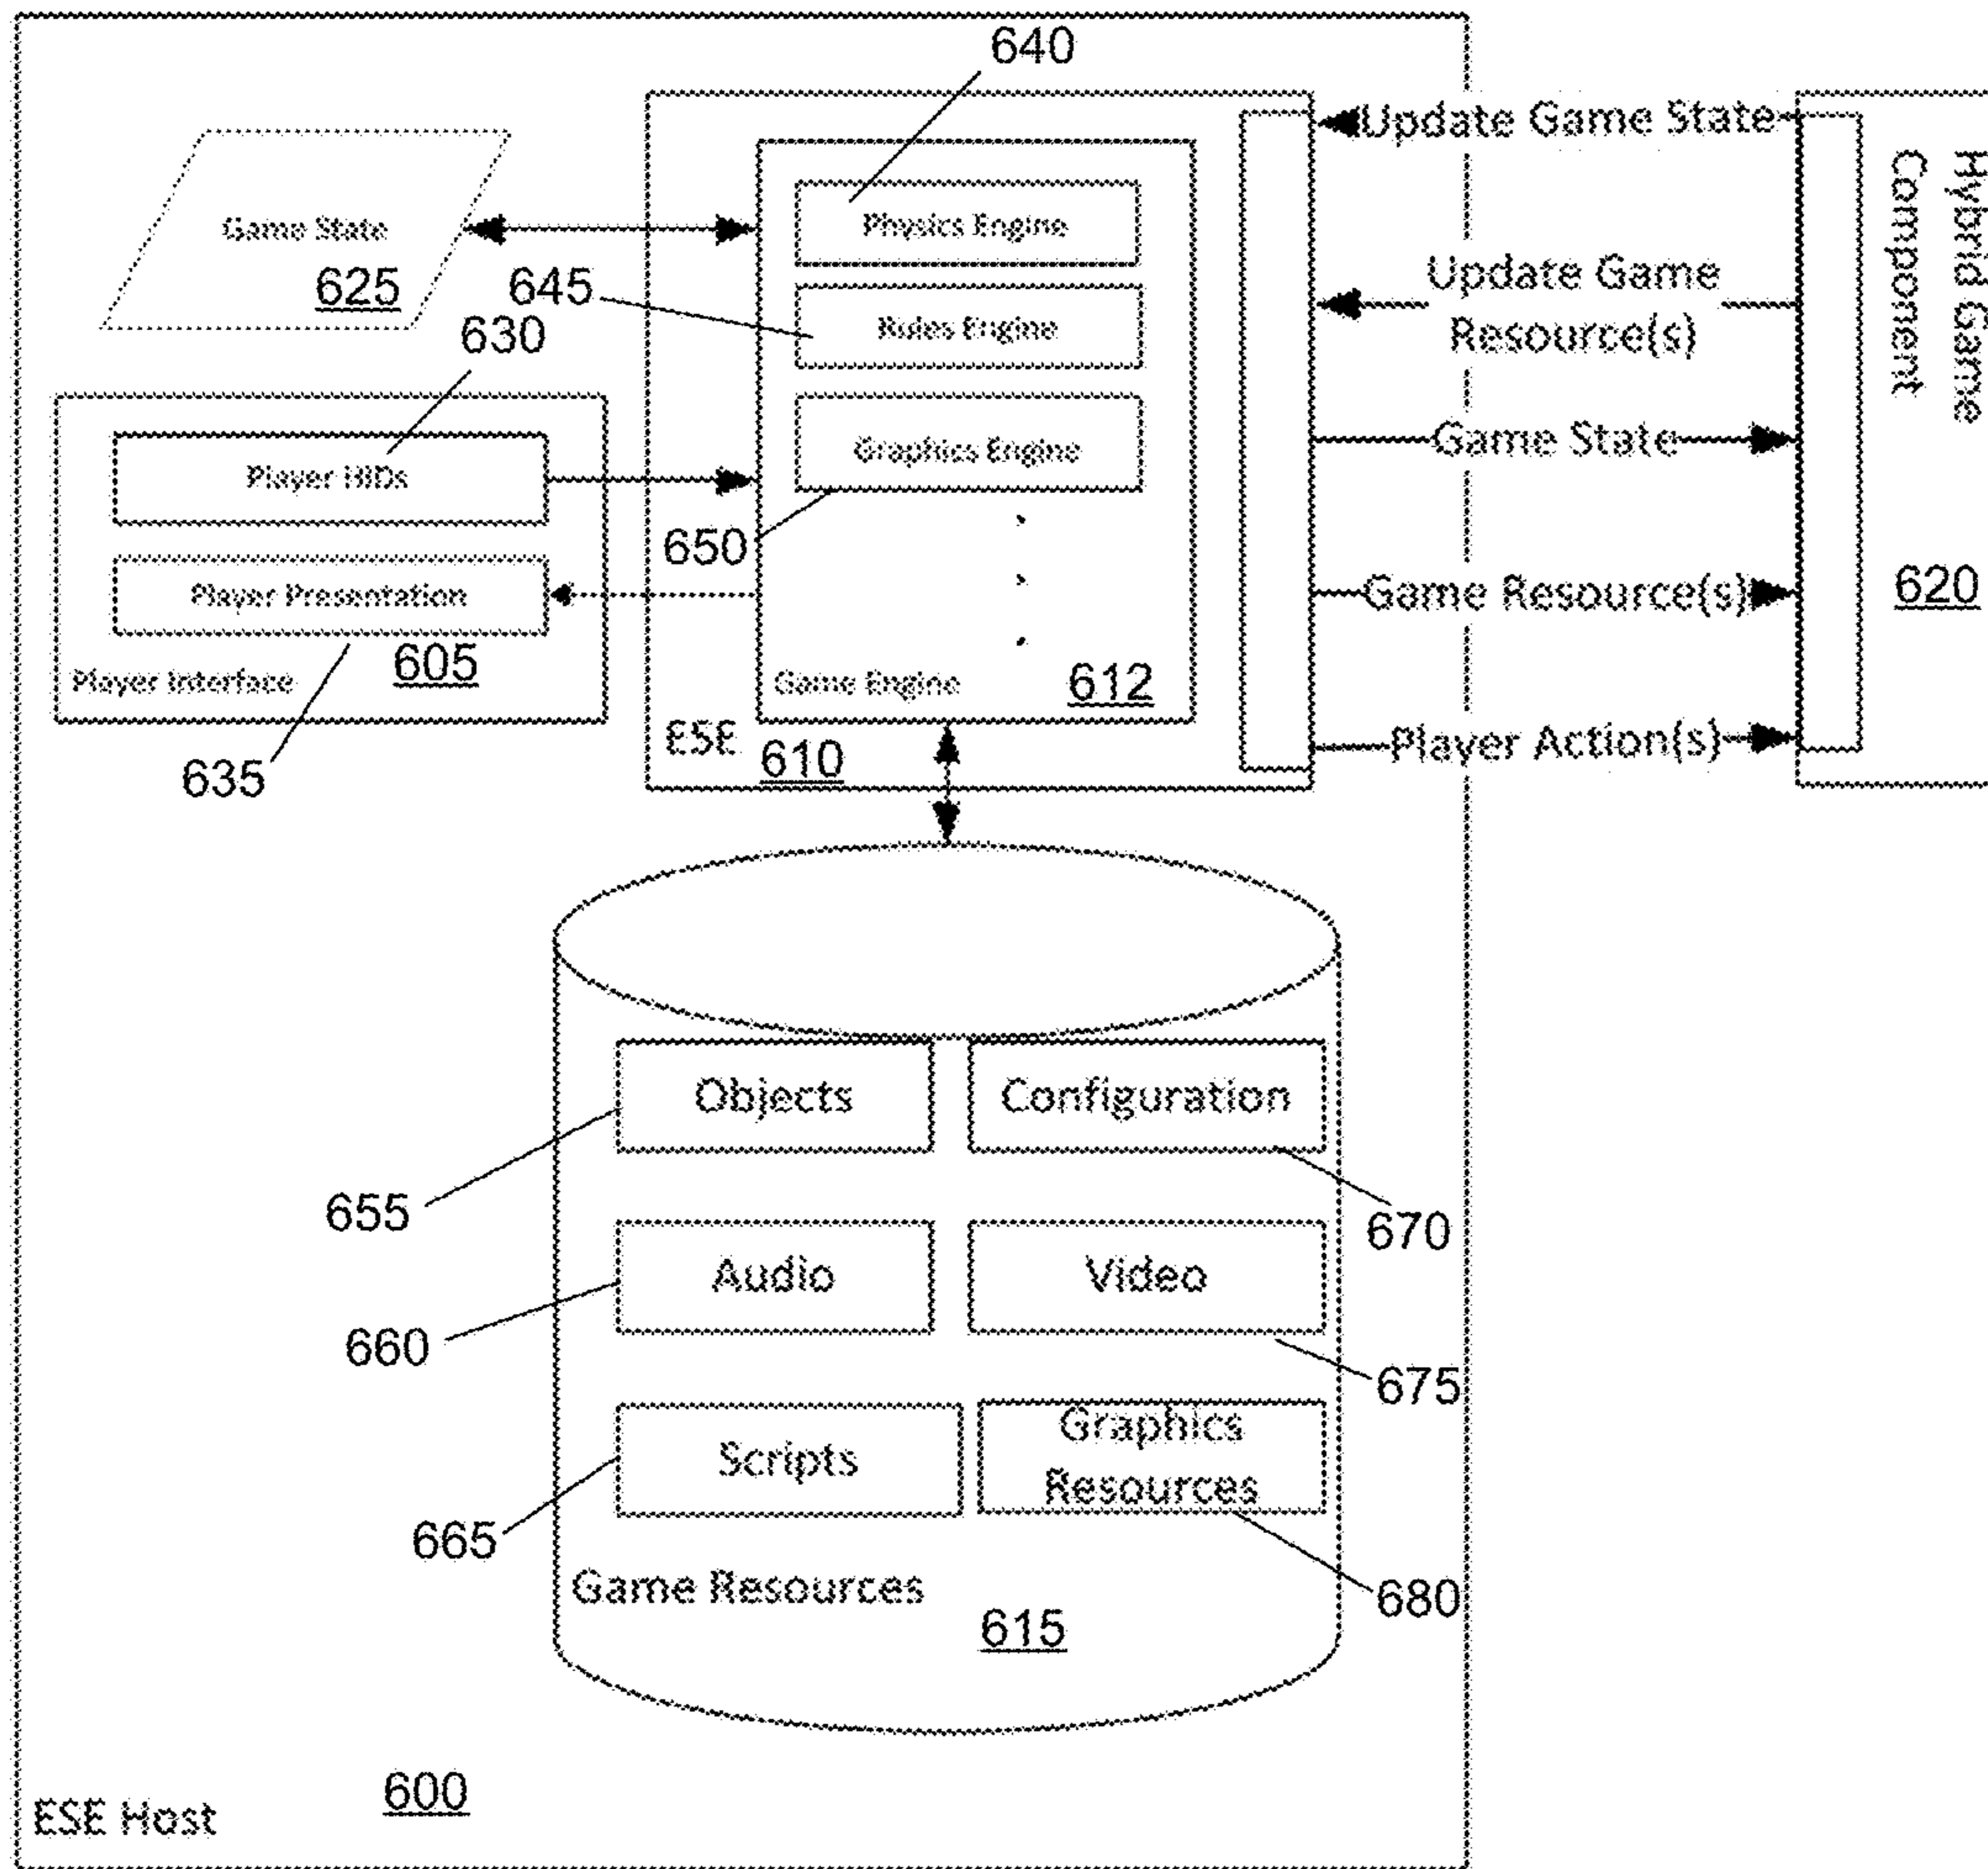 640
Update Game State
Hybrid Game
Component
Physics Engine
Game State
625
645
Update Game
Resource(s)
Rules Engine
630
Game State
Graphics Engine
Player HIDs
650
Game Resource(s)
620
Player Presentation
605
Player Interface
Game Engine
612
ESE
610
Player Action(s)
635
Objects
Configuration
655
670
Audio
Video
660
675
Graphics
Resources
Scripts
665
Game Resources
680
615
600
ESE Host